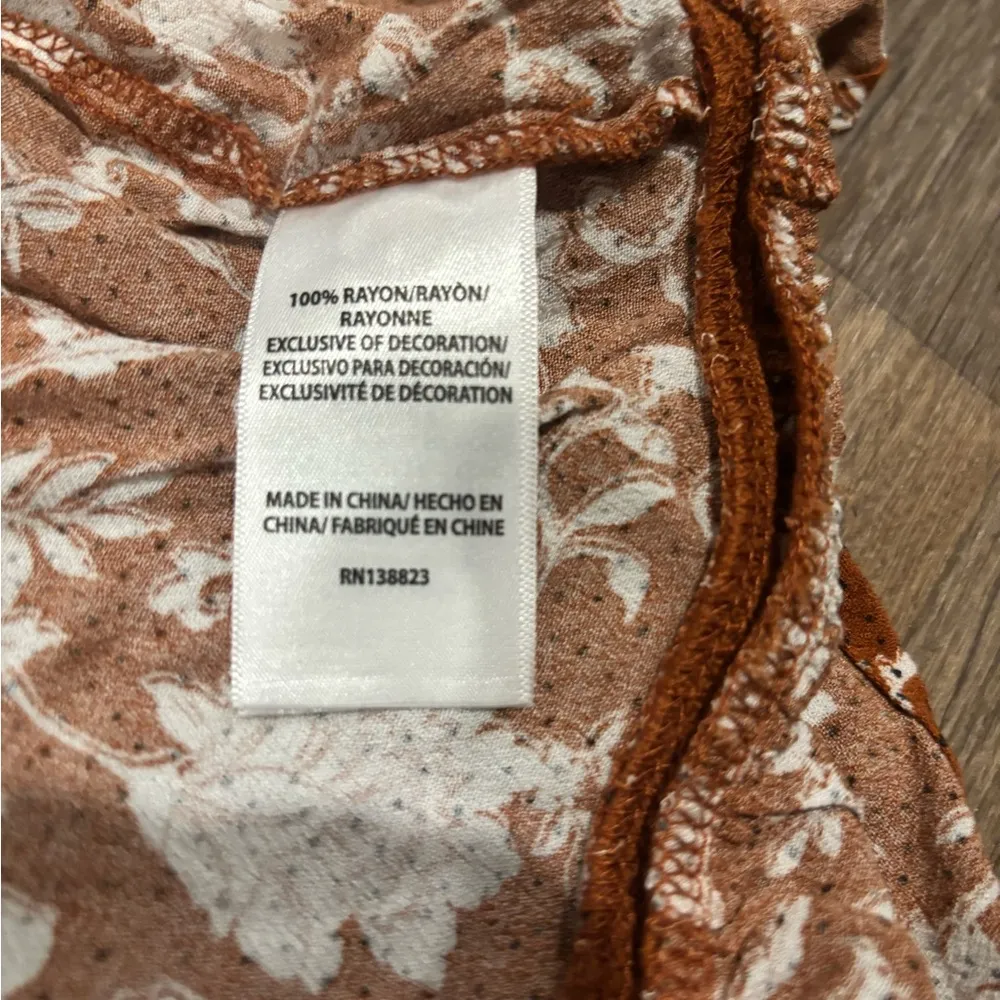 100% RAYON/RAYÒN/
RAYONNE
EXCLUSIVE OF DECORATION/
EXCLUSIVO PARA DECORACIÓN/
EXCLUSIVITÉ DE DÉCORATION
MADE IN CHINA/ HECHO EN
CHINA/ FABRIQUÉ EN CHINE
RN138823